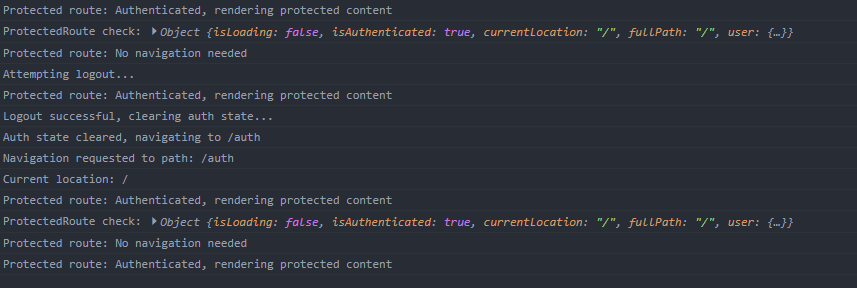 Protected route: Authenticated, rendering protected content
ProtectedRoute check: Object {isLoading: false, isAuthenticated: true, currentLocation: "/", fullPath: "/", user: {…}}
Protected route: No navigation needed
Attempting logout...
Protected route: Authenticated, rendering protected content
Logout successful, clearing auth state...
Auth state cleared, navigating to /auth
Navigation requested to path: /auth
Current location: /
Protected route: Authenticated, rendering protected content
ProtectedRoute check: Object {isLoading: false, isAuthenticated: true, currentLocation: "/", fullPath: "/", user: {…}}
Protected route: No navigation needed
Protected route: Authenticated, rendering protected content